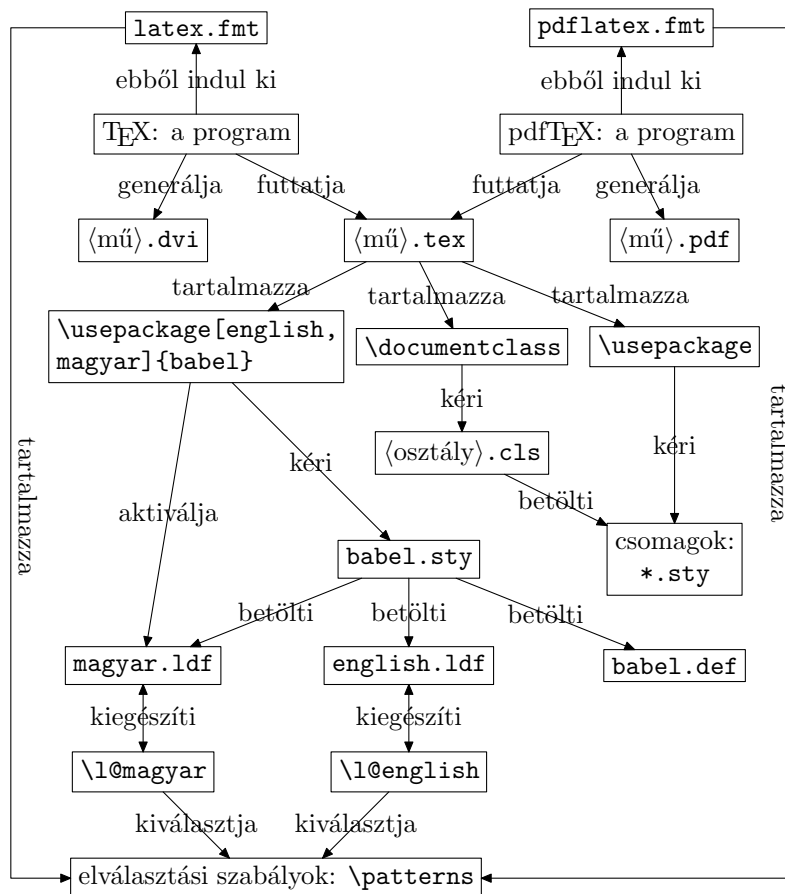 latex.fmt
pdflatex.fmt
ebből indul ki
ebből indul ki
TEX: a program
pdfTEX: a program
generálja
futtatja
futtatja
generálja
⟨mű⟩.dvi
⟨mű⟩.tex
⟨mű⟩.pdf
tartalmazza
tartalmazza
tartalmazza
\usepackage[english,
magyar]{babel}
\documentclass
\usepackage
tartalmazza
kéri
tartalmazza
kéri
⟨osztály⟩.cls
kéri
aktiválja
betölti
csomagok:
*.sty
babel.sty
betölti
betölti
betölti
magyar.ldf
english.ldf
babel.def
kiegészíti
kiegészíti
\l@magyar
\l@english
kiválasztja
kiválasztja
elválasztási szabályok: \patterns